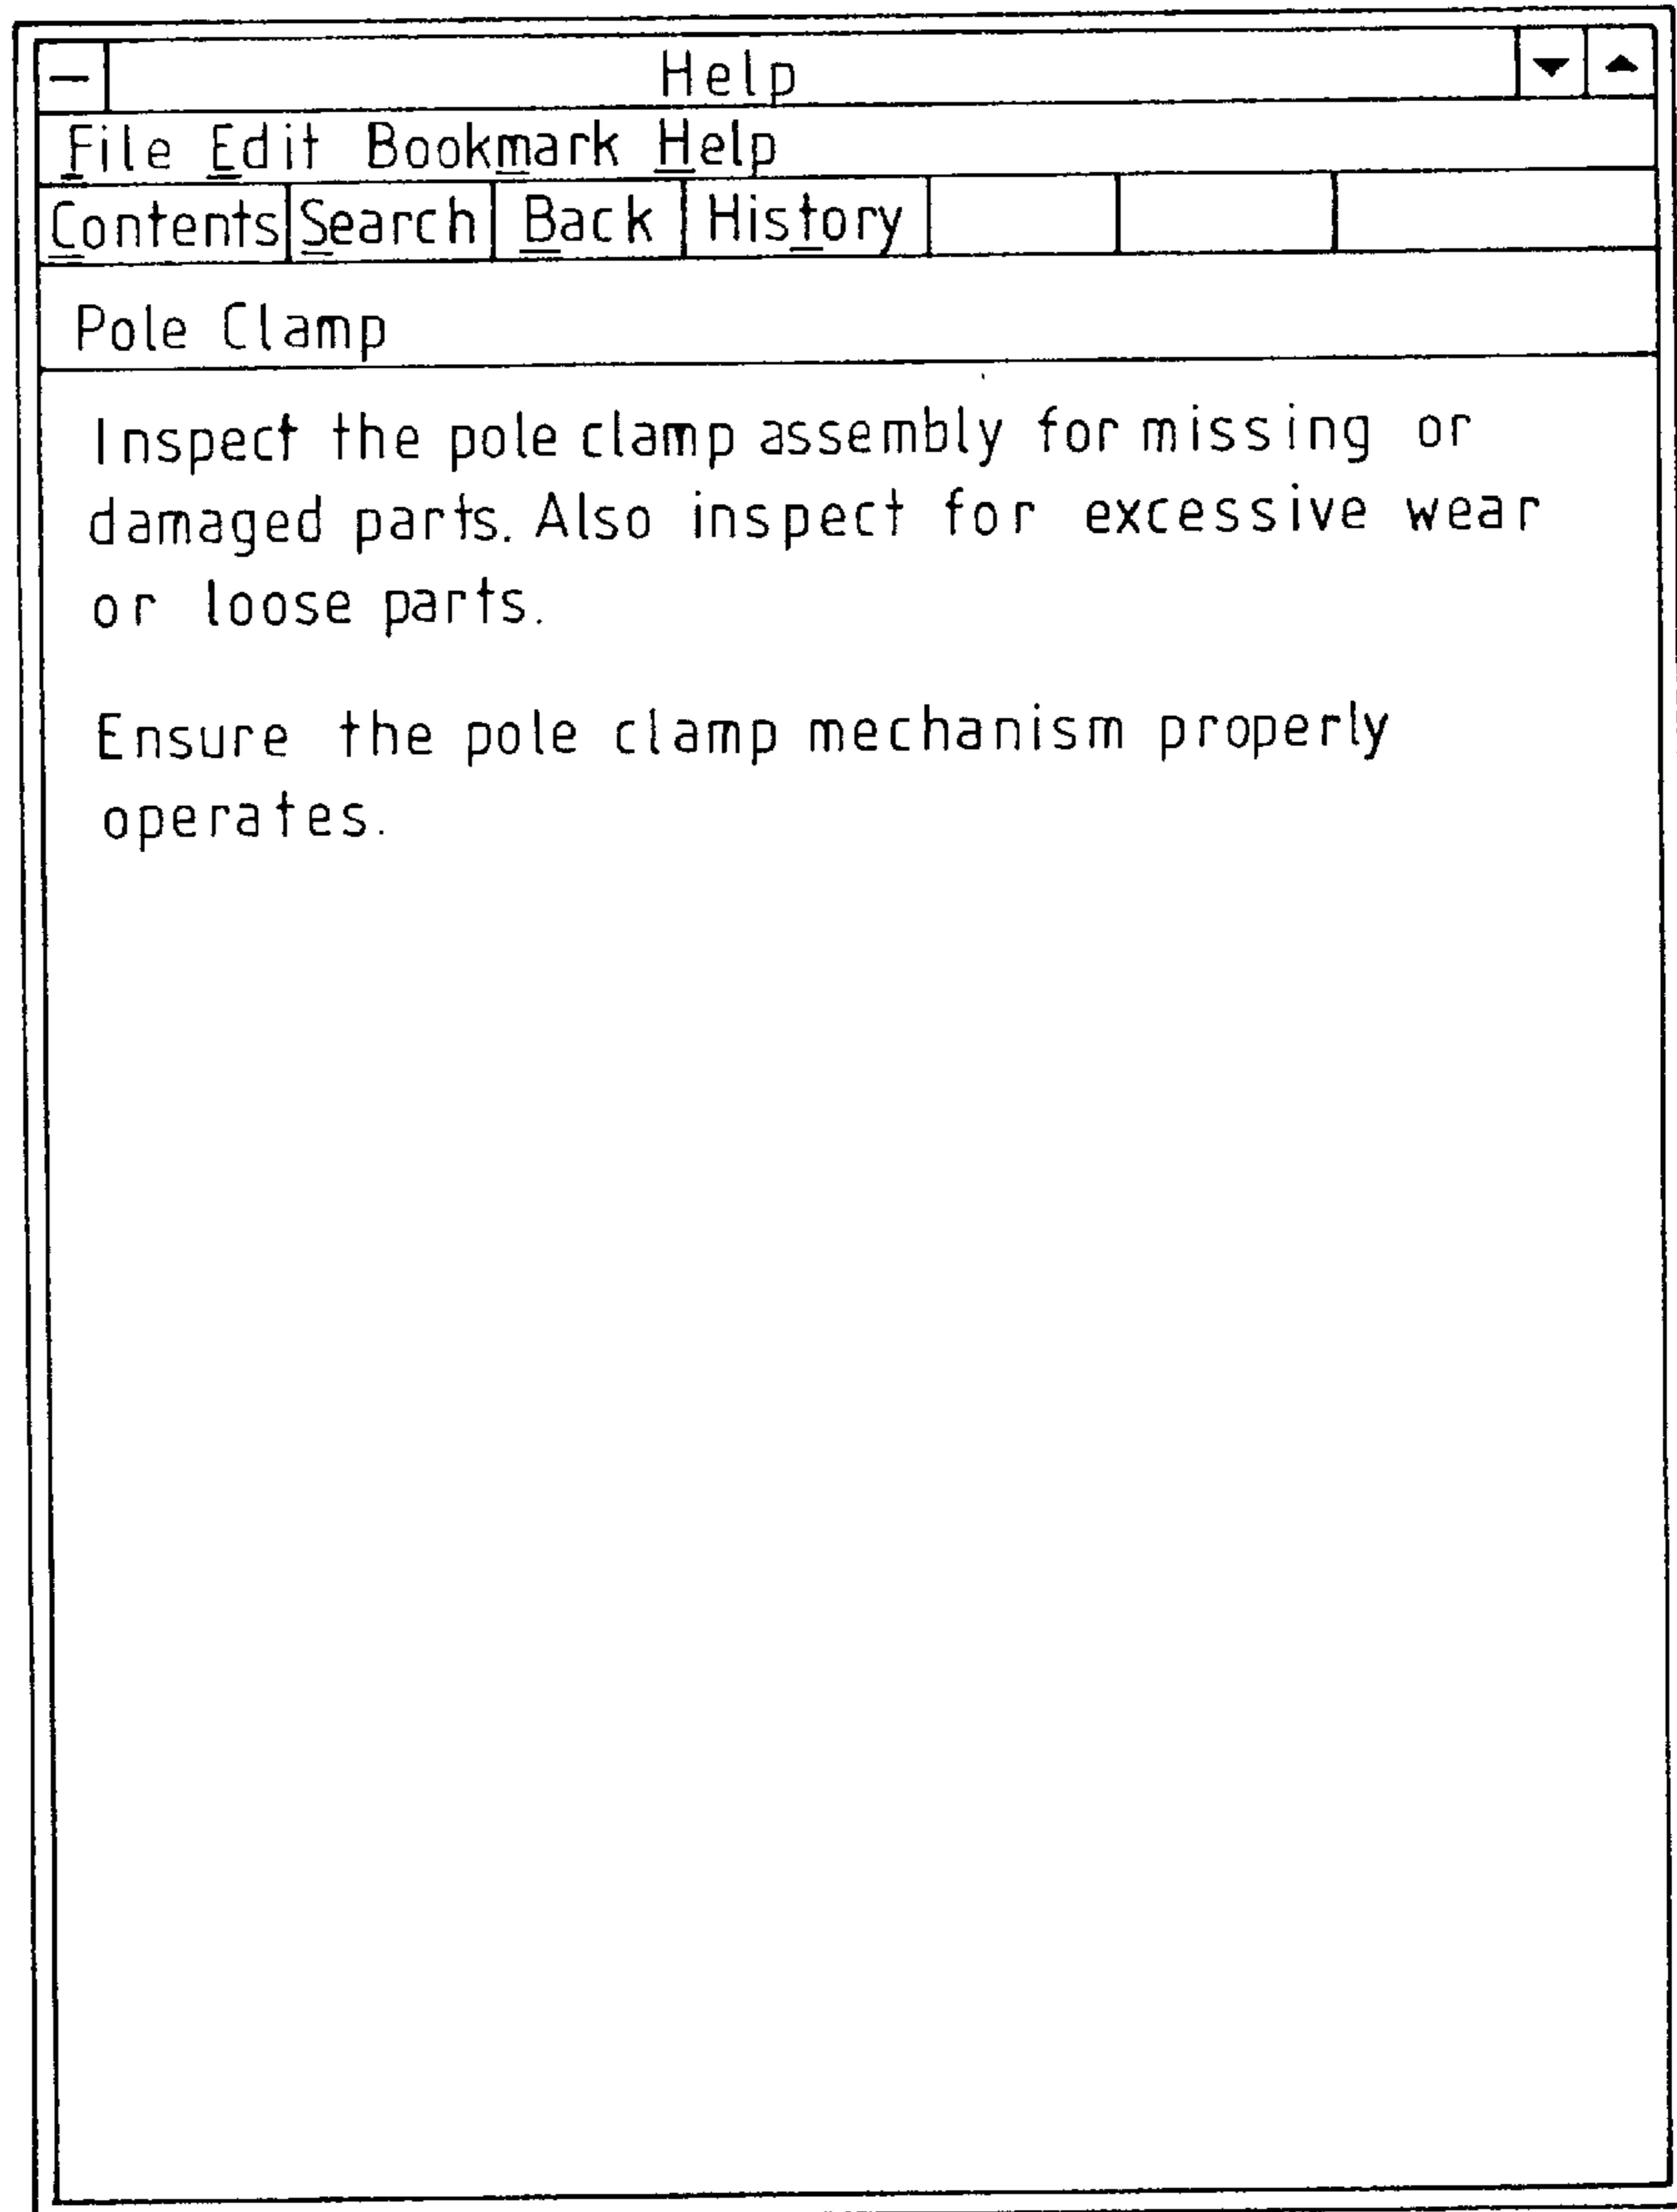 Help
File Edit Bookmark Help
Contents Search Back History
Pole Clamp
Inspect the pole clamp assembly for missing or
damaged parts. Also inspect for excessive wear
or loose parts.
Ensure the pole clamp mechanism properly
operates.